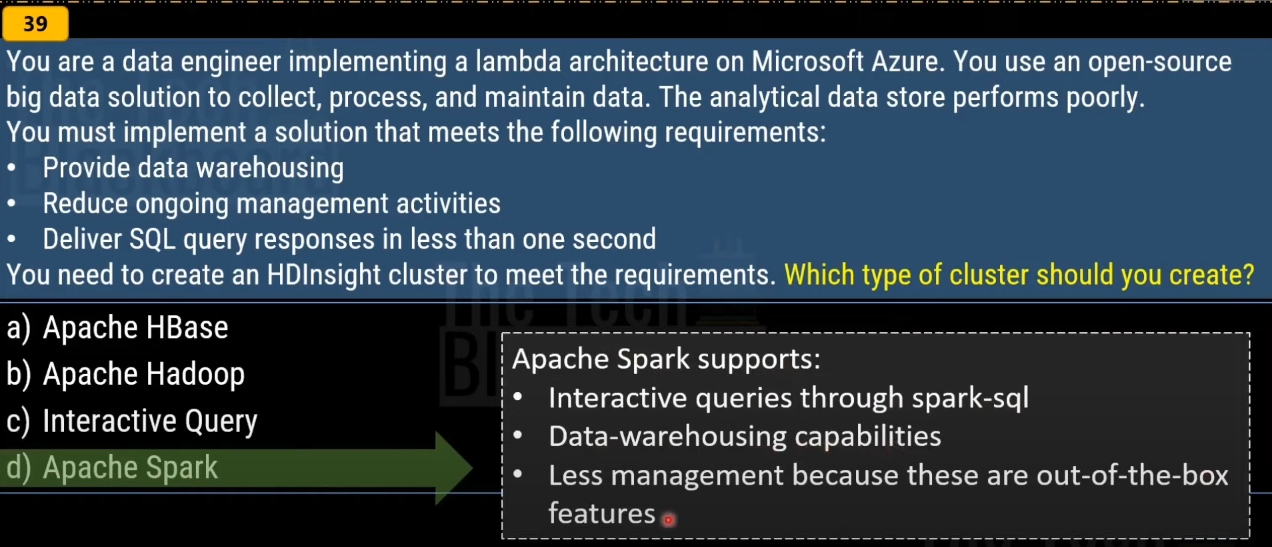 39
You are a data engineer implementing a lambda architecture on Microsoft Azure. You use an open-source
big data solution to collect, process, and maintain data. The analytical data store performs poorly.
You must implement a solution that meets the following requirements:
• Provide data warehousing
• Reduce ongoing management activities
• Deliver SQL query responses in less than one second
You need to create an HDInsight cluster to meet the requirements. Which type of cluster should you create?
a) Apache HBase
b) Apache Hadoop
c) Interactive Query
d) Apache Spark
Apache Spark supports:
• Interactive queries through spark-sql
• Data-warehousing capabilities
• Less management because these are out-of-the-box
features